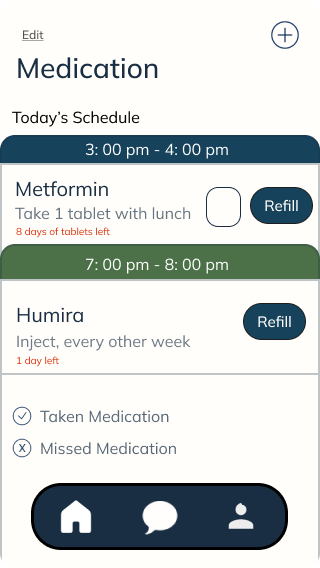 Edit
Medication
Today's Schedule
3: 00 pm - 4: 00 pm
Metformin
Take 1 tablet with lunch
8 days of tablets left
Refill
7: 00 pm - 8: 00 pm
Humira
Inject, every other week
1 day left
Refill
Taken Medication
X Missed Medication